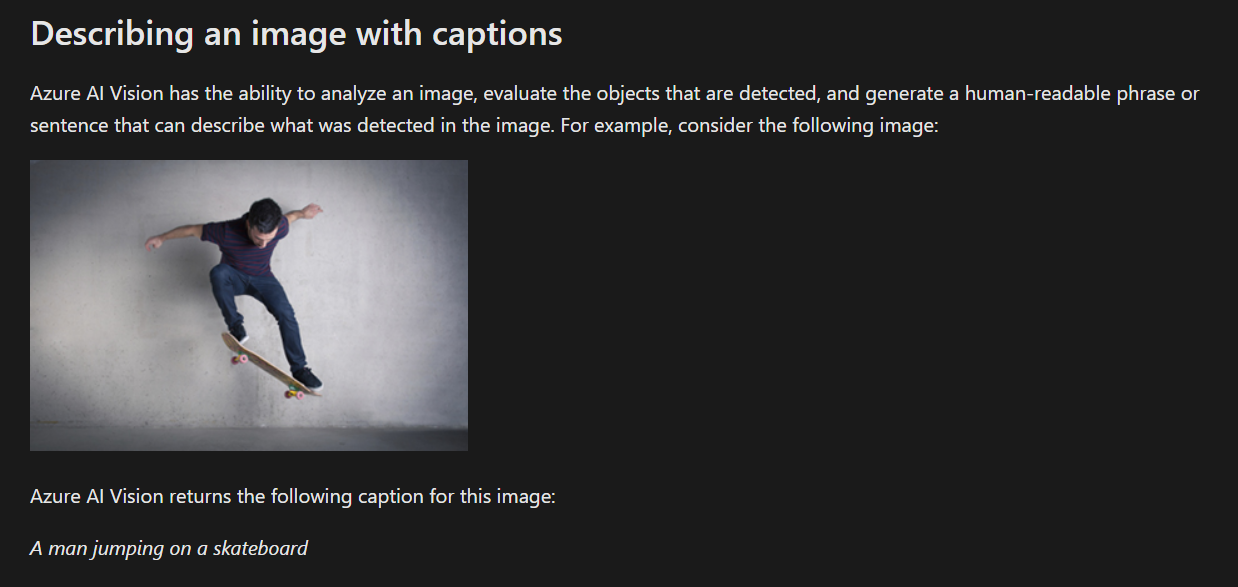 Describing an image with captions
Azure AI Vision has the ability to analyze an image, evaluate the objects that are detected, and generate a human-readable phrase or
sentence that can describe what was detected in the image. For example, consider the following image:
Azure AI Vision returns the following caption for this image:
A man jumping on a skateboard